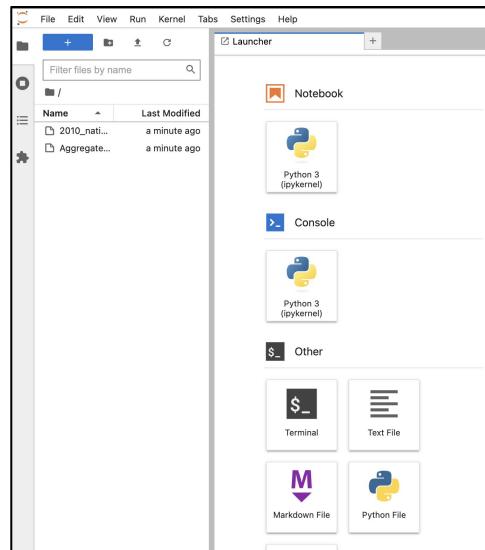 File Edit View Run Kernel Tabs Settings Help
+
Launcher
+
Filter files by name
/
Name Last Modified
2010_nati... a minute ago
Aggregate... a minute ago
Notebook
Python 3
(ipykernel)
>_ Console
Python 3
(ipykernel)
$_ Other
$_
Terminal
Text File
M
Markdown File
Python File